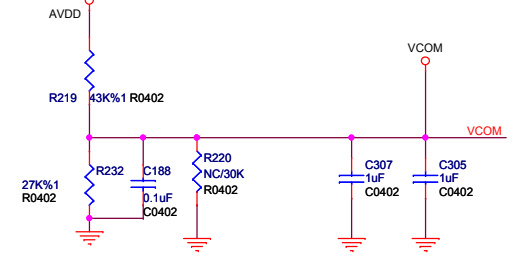 AVDD
VCOM
R219 43K%1 R0402
VCOM
R232
27K%1
R0402
C188
0.1uF
C0402
R220
NC/30K
R0402
C307
1uF
C0402
C305
1uF
C0402